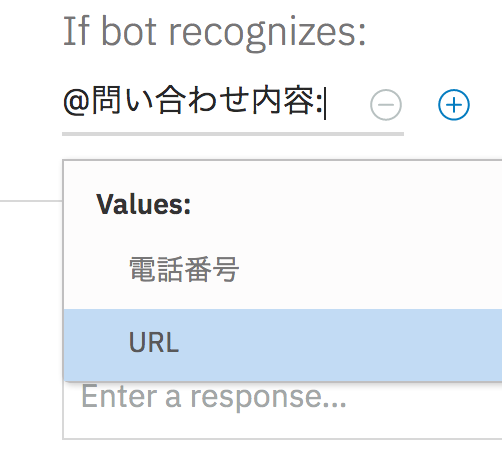 If bot recognizes:
@問い合わせ内容:
Values:
電話番号
URL
Enter a response...